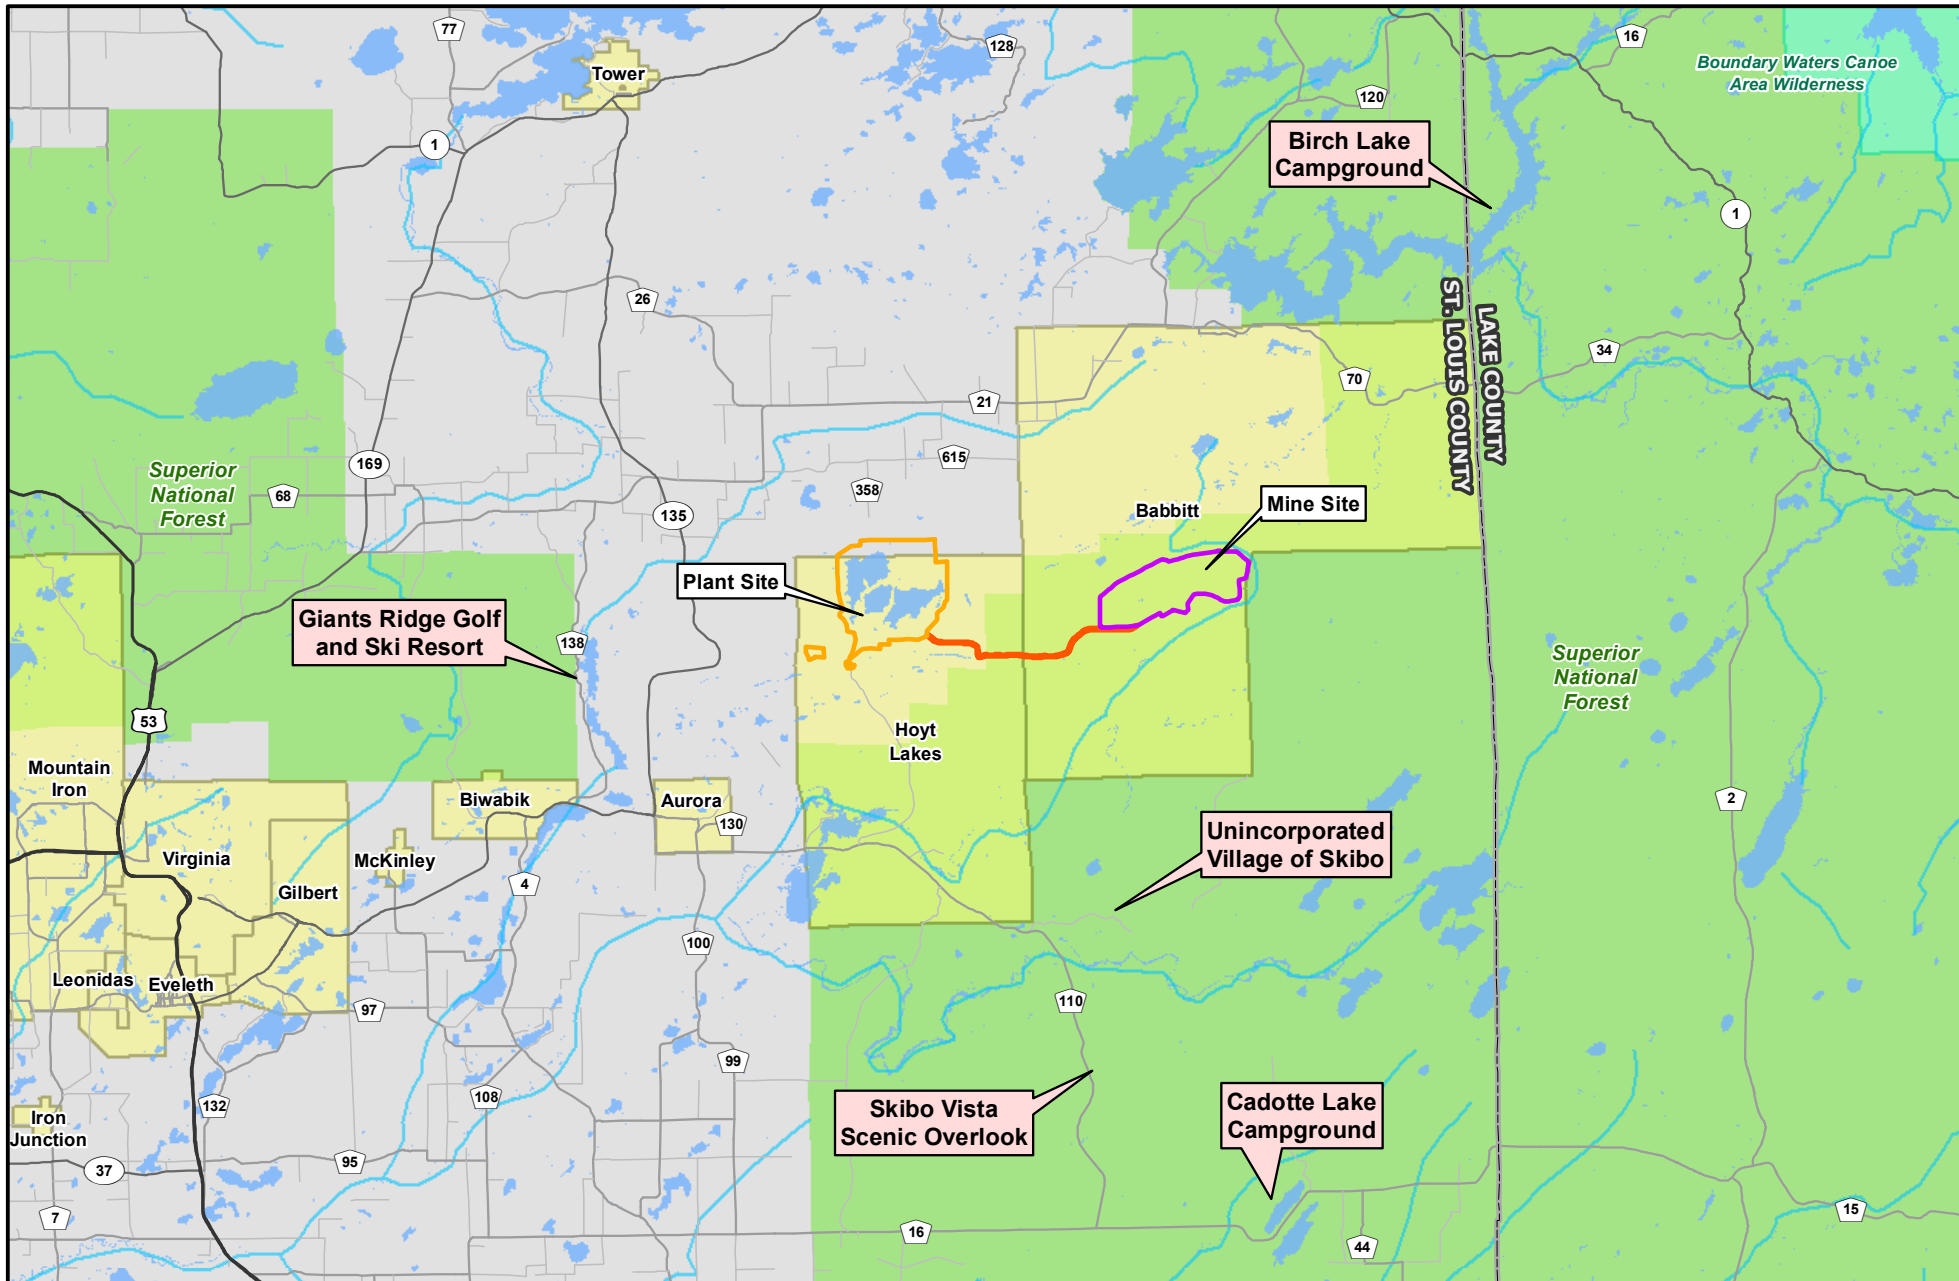 77
128
16
Tower
Boundary Waters Canoe
Area Wilderness
120
1
Birch Lake
Campground
1
26
LAKE COUNTY
ST. LOUIS COUNTY
34
70
21
615
169
Superior
National
Forest
68
358
135
Babbitt
Mine Site
Plant Site
Giants Ridge Golf
and Ski Resort
138
Superior
National
Forest
53
Hoyt
Lakes
Mountain
Iron
Biwabik
Aurora
130
2
Virginia
McKinley
Unincorporated
Village of Skibo
Gilbert
4
100
Leonidas
Eveleth
97
110
99
108
132
Iron
Junction
Skibo Vista
Scenic Overlook
Cadotte Lake
Campground
37
95
7
16
44
15